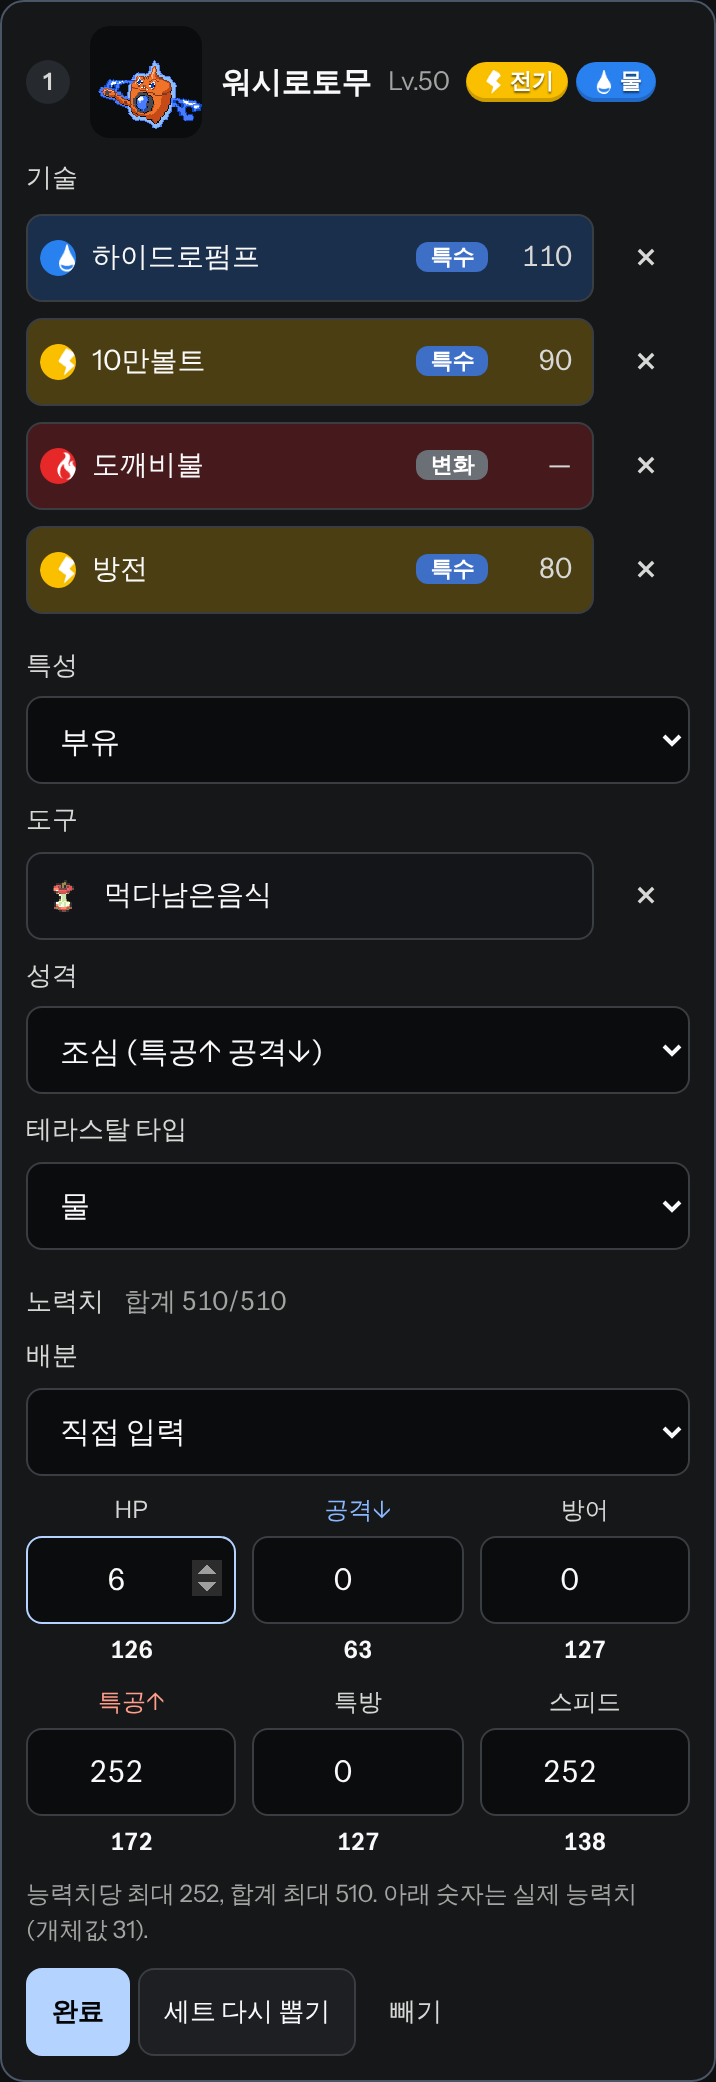 1 워시로토무 Lv.50 전기 물
기술
하이드로펌프 특수 110 ×
10만볼트 특수 90 ×
도깨비불 변화 — ×
방전 특수 80 ×
특성
부유
도구
먹다남은음식 ×
성격
조심 (특공↑ 공격↓)
테라스탈 타입
물
노력치 합계 510/510
배분
직접 입력
HP 공격↓ 방어
6 0 0
126 63 127
특공↑ 특방 스피드
252 0 252
172 127 138
능력치당 최대 252, 합계 최대 510. 아래 숫자는 실제 능력치
(개체값 31).
완료 세트 다시 뽑기 빼기